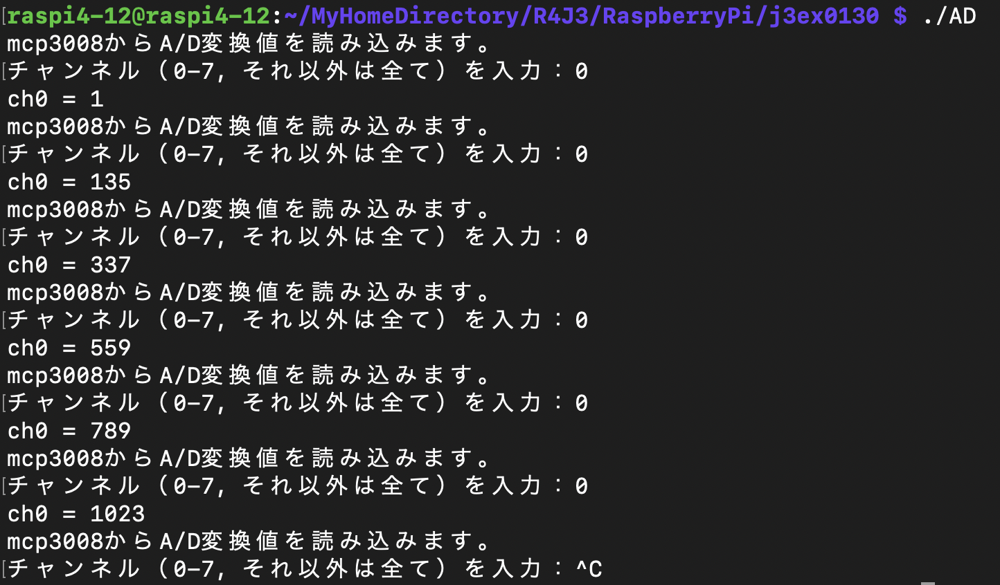 [raspi4-12@raspi4-12:~/MyHomeDirectory/R4J3/RaspberryPi/j3ex0130 $ ./AD
mcp3008からA/D変換値を読み込みます。
[チャンネル（0-7, それ以外は全て）を入力：0
ch0 = 1
mcp3008からA/D変換値を読み込みます。
[チャンネル（0-7, それ以外は全て）を入力：0
ch0 = 135
mcp3008からA/D変換値を読み込みます。
[チャンネル（0-7, それ以外は全て）を入力：0
ch0 = 337
mcp3008からA/D変換値を読み込みます。
[チャンネル（0-7, それ以外は全て）を入力：0
ch0 = 559
mcp3008からA/D変換値を読み込みます。
[チャンネル（0-7, それ以外は全て）を入力：0
ch0 = 789
mcp3008からA/D変換値を読み込みます。
[チャンネル（0-7, それ以外は全て）を入力：0
ch0 = 1023
mcp3008からA/D変換値を読み込みます。
[チャンネル（0-7, それ以外は全て）を入力：^C